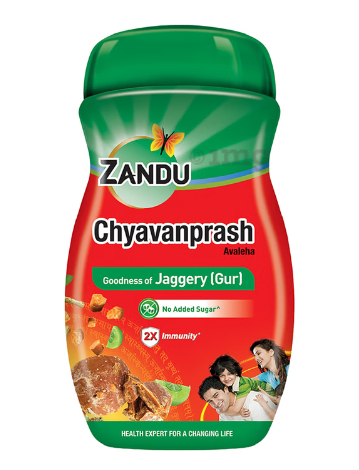 ZANDU
Chyavanprash
Avaleha
Goodness of Jaggery (Gur)
No Added Sugar^
2X Immunity*
HEALTH EXPERT FOR A CHANGING LIFE